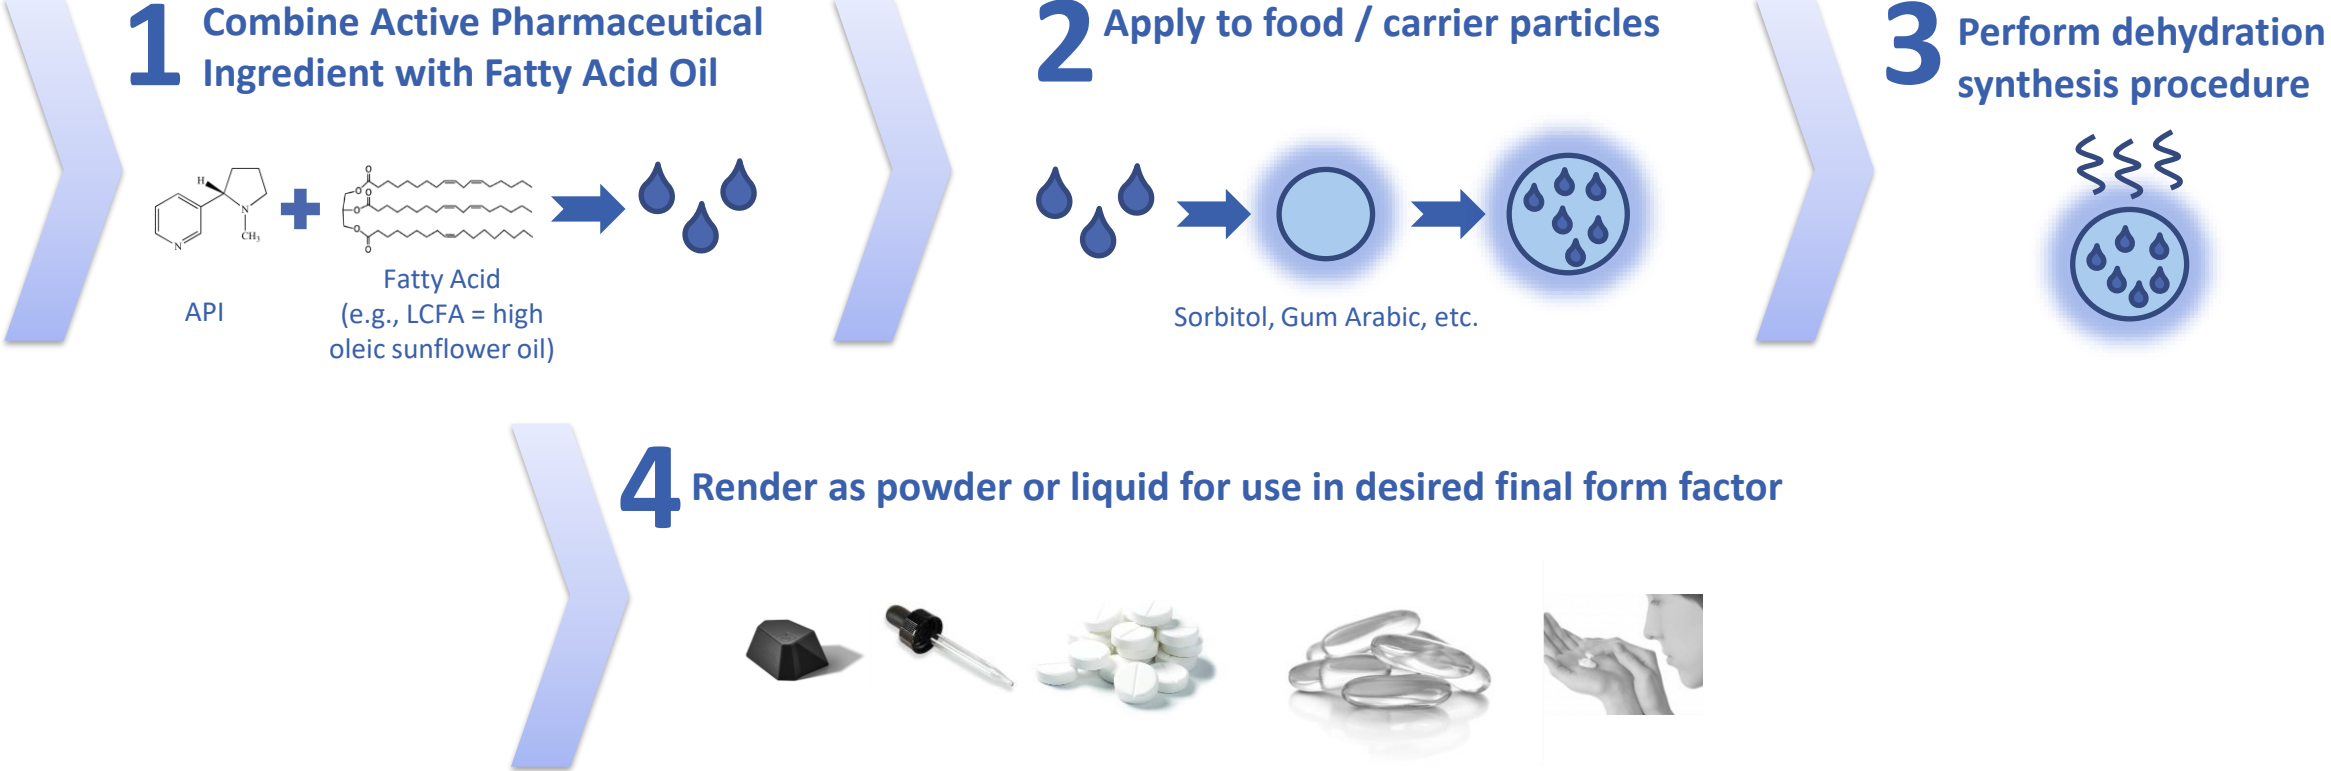 1
Combine Active Pharmaceutical
Ingredient with Fatty Acid Oil
H
N
CH3
N
O
O
O
O
O
O
API
Fatty Acid
(e.g., LCFA = high
oleic sunflower oil)
2
Apply to food / carrier particles
Sorbitol, Gum Arabic, etc.
3
Perform dehydration
synthesis procedure
4
Render as powder or liquid for use in desired final form factor